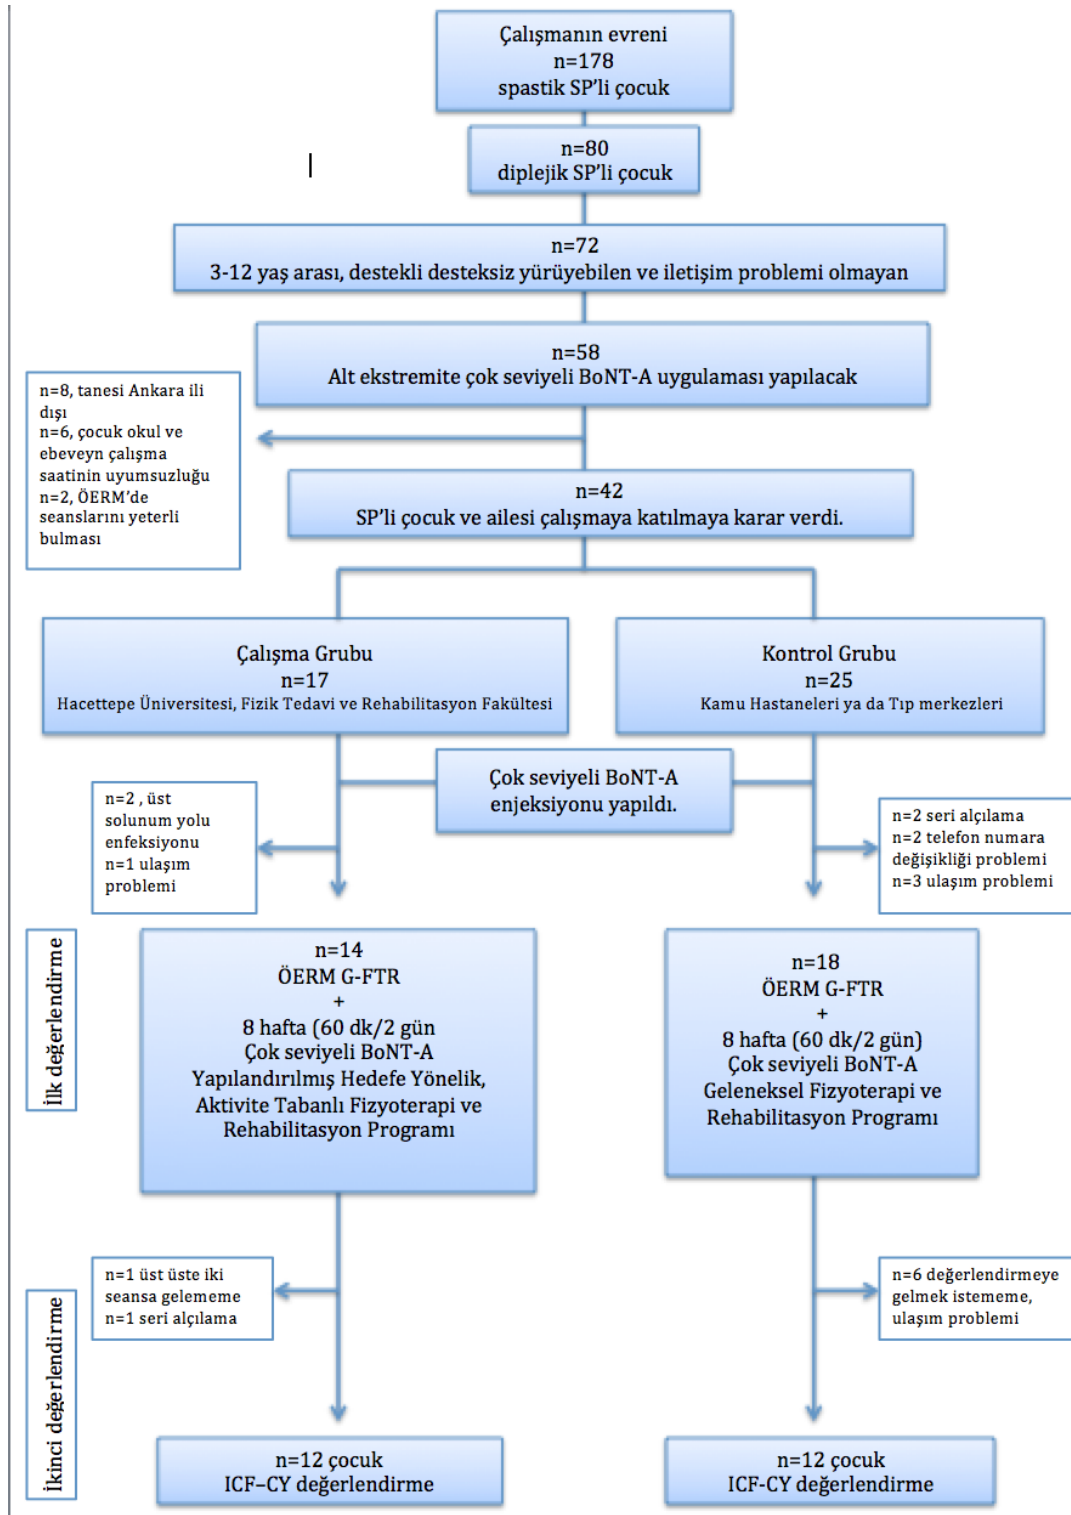 Çalışmanın evreni
n=178
spastik SP'li çocuk
n=80
diplejik SP'li çocuk
n=72
3-12 yaş arası, destekli desteksiz yürüyebilen ve iletişim problemi olmayan
n=58
Alt ekstremite çok seviyeli BoNT-A uygulaması yapılacak
n=8, tanesi Ankara ili
dışı
n=6, çocuk okul ve
ebeveyn çalışma
saatinin uyumsuzluğu
n=2, ÖERM'de
seanslarını yeterli
bulması
n=42
SP'li çocuk ve ailesi çalışmaya katılmaya karar verdi.
Çalışma Grubu
n=17
Hacettepe Üniversitesi, Fizik Tedavi ve Rehabilitasyon Fakültesi
Kontrol Grubu
n=25
Kamu Hastaneleri ya da Tıp merkezleri
Çok seviyeli BoNT-A
enjeksiyonu yapıldı.
n=2 , üst
solunum yolu
enfeksiyonu
n=1 ulaşım
problemi
n=2 seri alçılama
n=2 telefon numara
değişikliği problemi
n=3 ulaşım problemi
İlk değerlendirme
n=14
ÖERM G-FTR
+
8 hafta (60 dk/2 gün
Çok seviyeli BoNT-A
Yapılandırılmış Hedefe Yönelik,
Aktivite Tabanlı Fizyoterapi ve
Rehabilitasyon Programı
n=18
ÖERM G-FTR
+
8 hafta (60 dk/2 gün)
Çok seviyeli BoNT-A
Geleneksel Fizyoterapi ve
Rehabilitasyon Programı
n=1 üst üste iki
seansa gelememe
n=1 seri alçılama
n=6 değerlendirmeye
gelmek istememe,
ulaşım problemi
İkinci değerlendirme
n=12 çocuk
ICF–CY değerlendirme
n=12 çocuk
ICF-CY değerlendirme